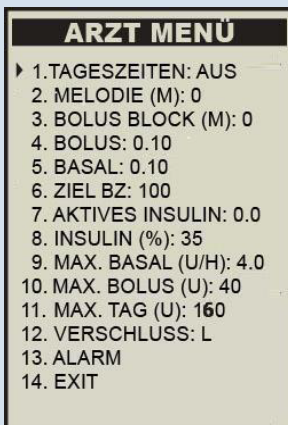 ARZT MENÜ
1.TAGESZEITEN: AUS
2. MELODIE (M): 0
3. BOLUS BLOCK (M): 0
4. BOLUS: 0.10
5. BASAL: 0.10
6. ZIEL BZ: 100
7. AKTIVES INSULIN: 0.0
8. INSULIN (%): 35
9. MAX. BASAL (U/H): 4.0
10. MAX. BOLUS (U): 40
11. MAX. TAG (U): 160
12. VERSCHLUSS: L
13. ALARM
14. EXIT